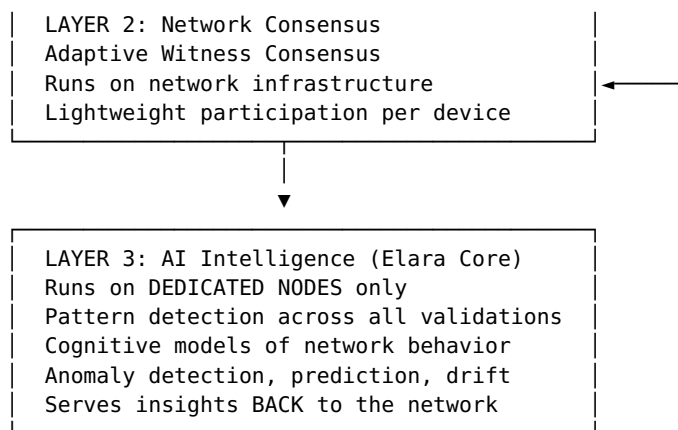 LAYER 2: Network Consensus
Adaptive Witness Consensus
Runs on network infrastructure
Lightweight participation per device
LAYER 3: AI Intelligence (Elara Core)
Runs on DEDICATED NODES only
Pattern detection across all validations
Cognitive models of network behavior
Anomaly detection, prediction, drift
Serves insights BACK to the network